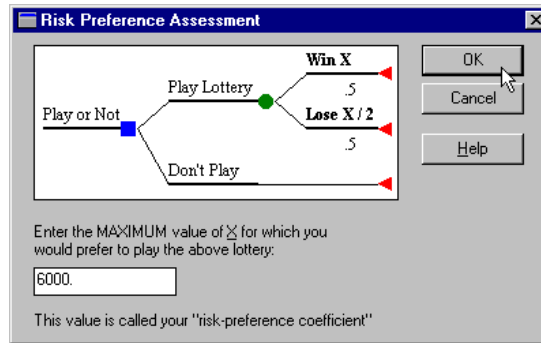 Risk Preference Assessment
Win X
Play Lottery
.5
Play or Not
Lose X / 2
.5
Don't Play
OK
Cancel
Help
Enter the MAXIMUM value of X for which you
would prefer to play the above lottery:
6000.
This value is called your "risk-preference coefficient"